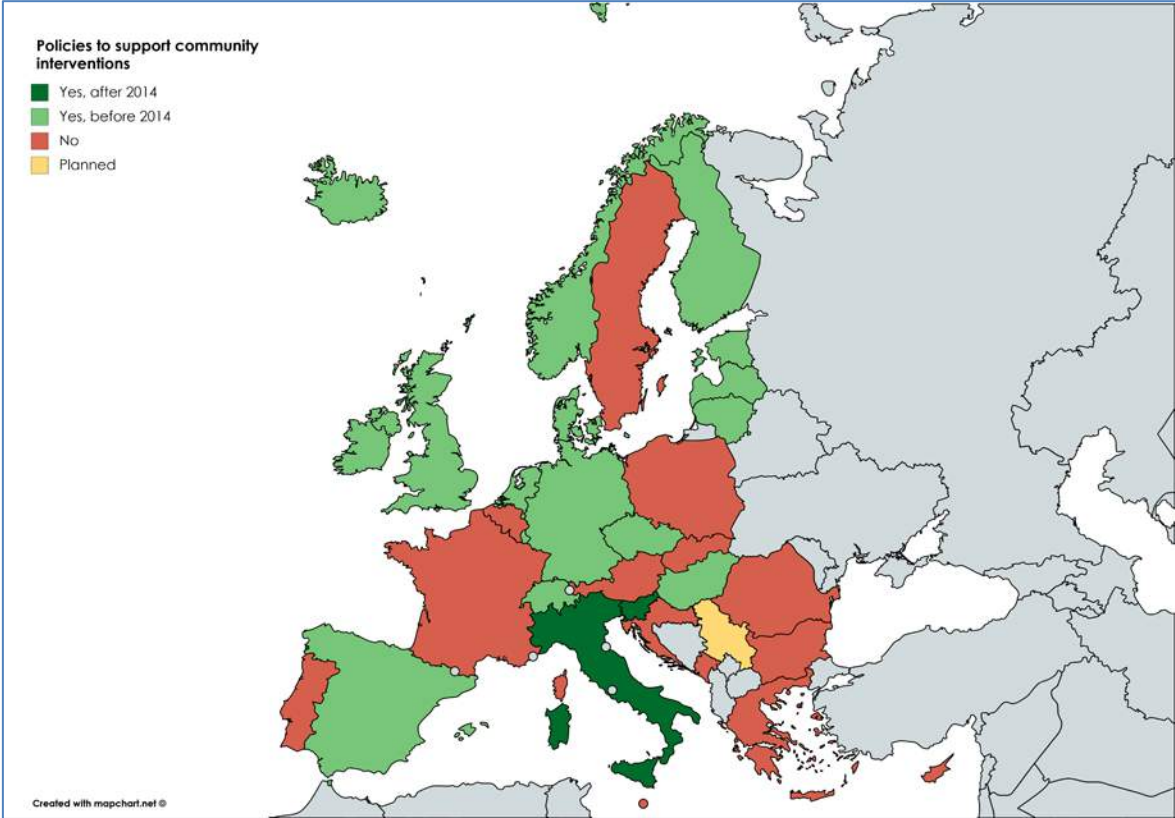 Policies to support community
interventions
Yes, after 2014
Yes, before 2014
No
Planned
Created with mapchart.net ©